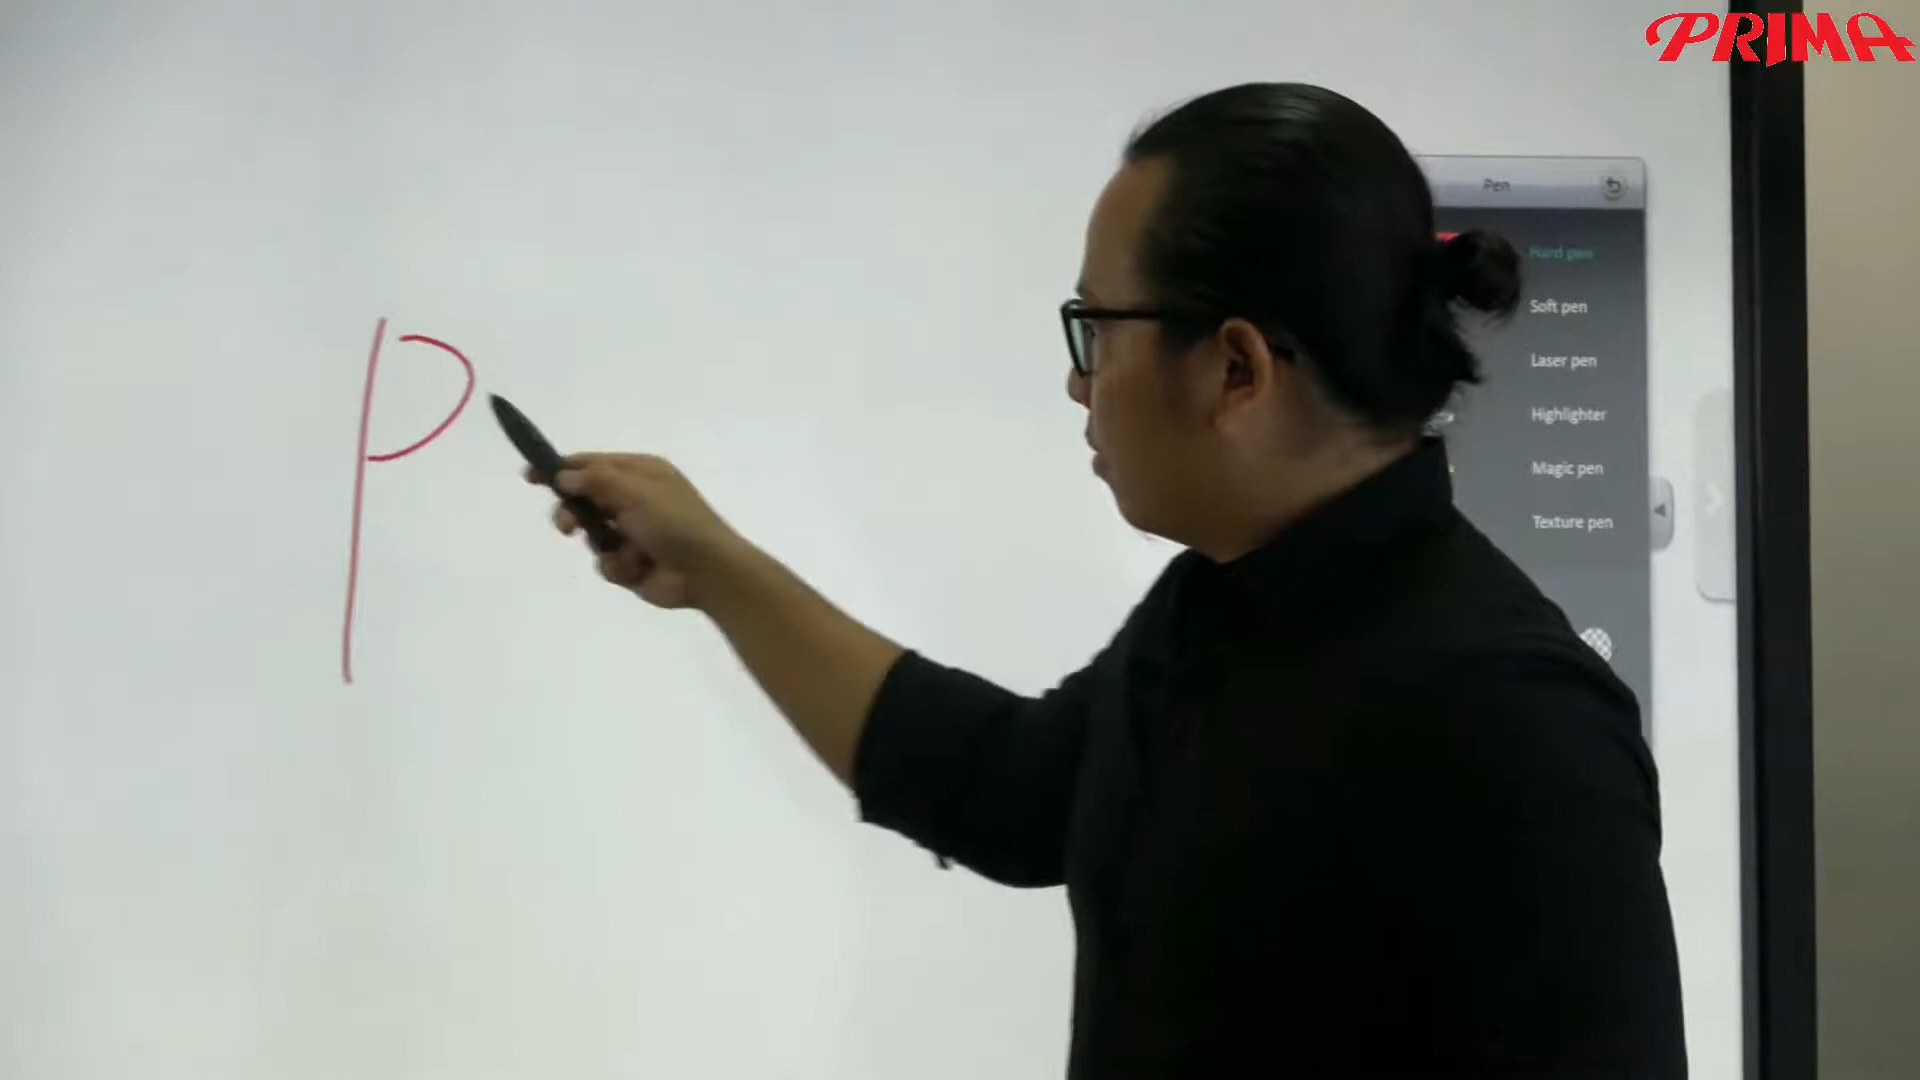 PRIMA
Pen
Hard pen
Soft pen
Laser pen
Highlighter
Magic pen
Texture pen
P